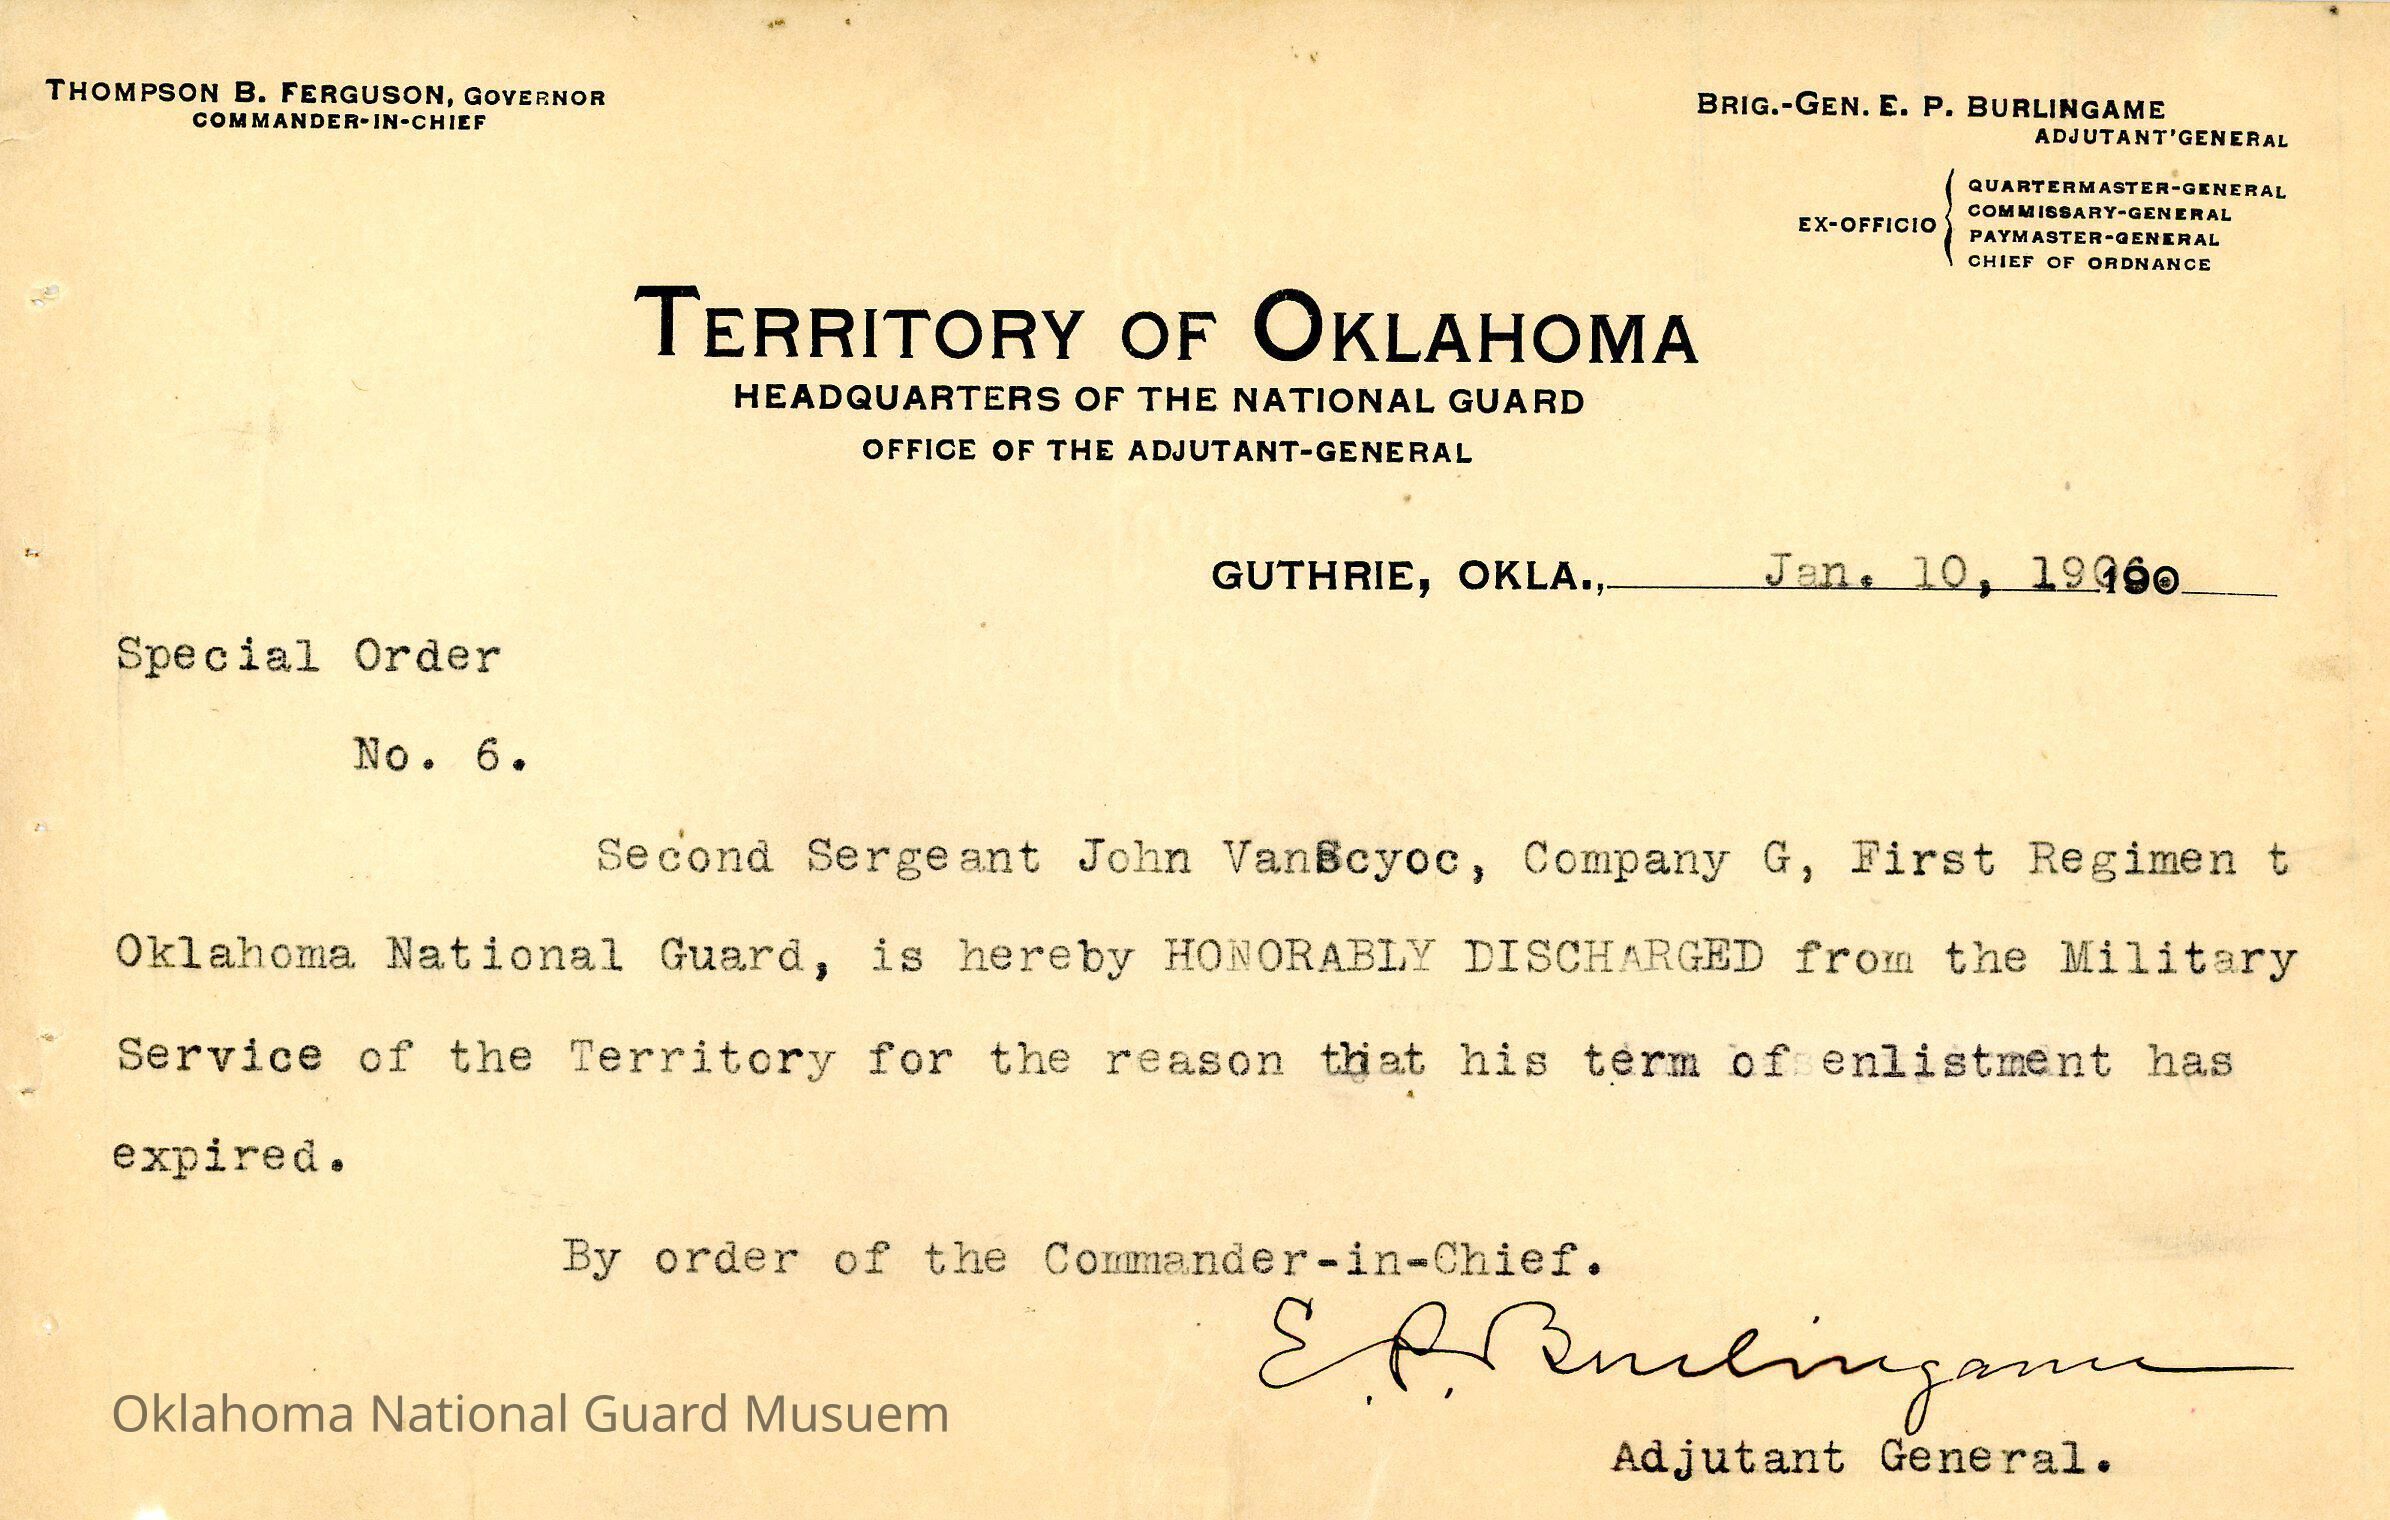 THOMPSON B. FERGUSON, GOVERNOR
COMMANDER-IN-CHIEF
BRIG.-GEN. E. P. BURLINGAME
ADJUTANT'GENERAL
EX-OFFICIO
QUARTERMASTER-GENERAL
COMMISSARY-GENERAL
PAYMASTER-GENERAL
CHIEF OF ORDNANCE
TERRITORY OF OKLAHOMA
HEADQUARTERS OF THE NATIONAL GUARD
OFFICE OF THE ADJUTANT-GENERAL
GUTHRIE, OKLA., Jan. 10, 1906. 190
Special Order
No. 6.
Second Sergeant John VanScyoc, Company G, First Regimen t
Oklahoma National Guard, is hereby HONORABLY DISCHARGED from the Military
Service of the Territory for the reason that his term of enlistment has
expired.
By order of the Commander-in-Chief.
E. P. Burlingame
Adjutant General.
Oklahoma National Guard Musuem